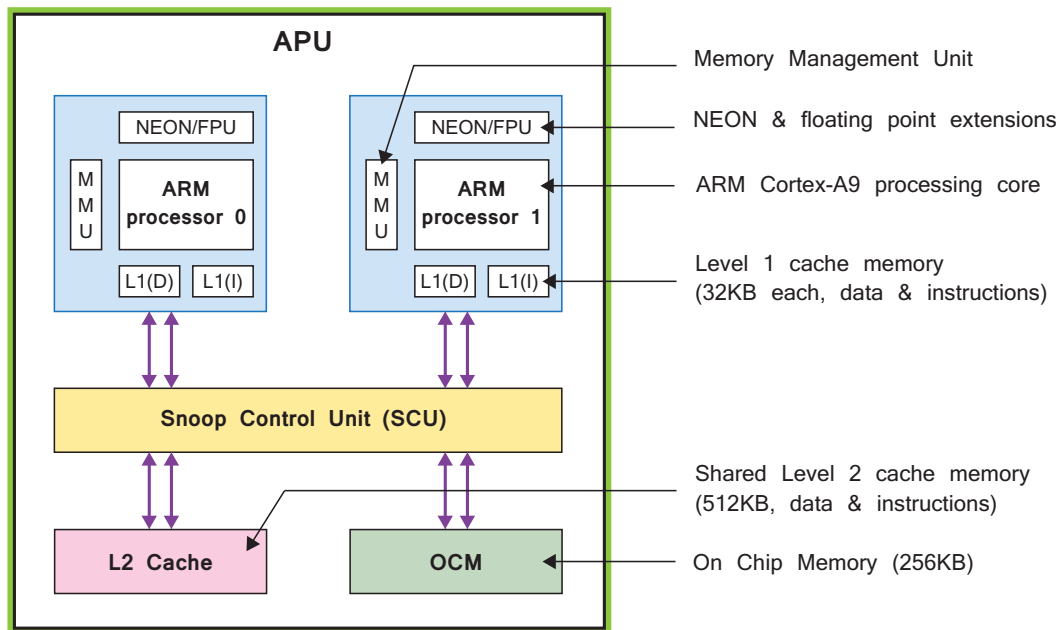 APU
Memory Management Unit
NEON/FPU
NEON/FPU
NEON & floating point extensions
M
M
U
ARM
processor 0
M
M
U
ARM
processor 1
ARM Cortex-A9 processing core
L1(D)
L1(I)
L1(D)
L1(I)
Level 1 cache memory
(32KB each, data & instructions)
Snoop Control Unit (SCU)
Shared Level 2 cache memory
(512KB, data & instructions)
L2 Cache
OCM
On Chip Memory (256KB)